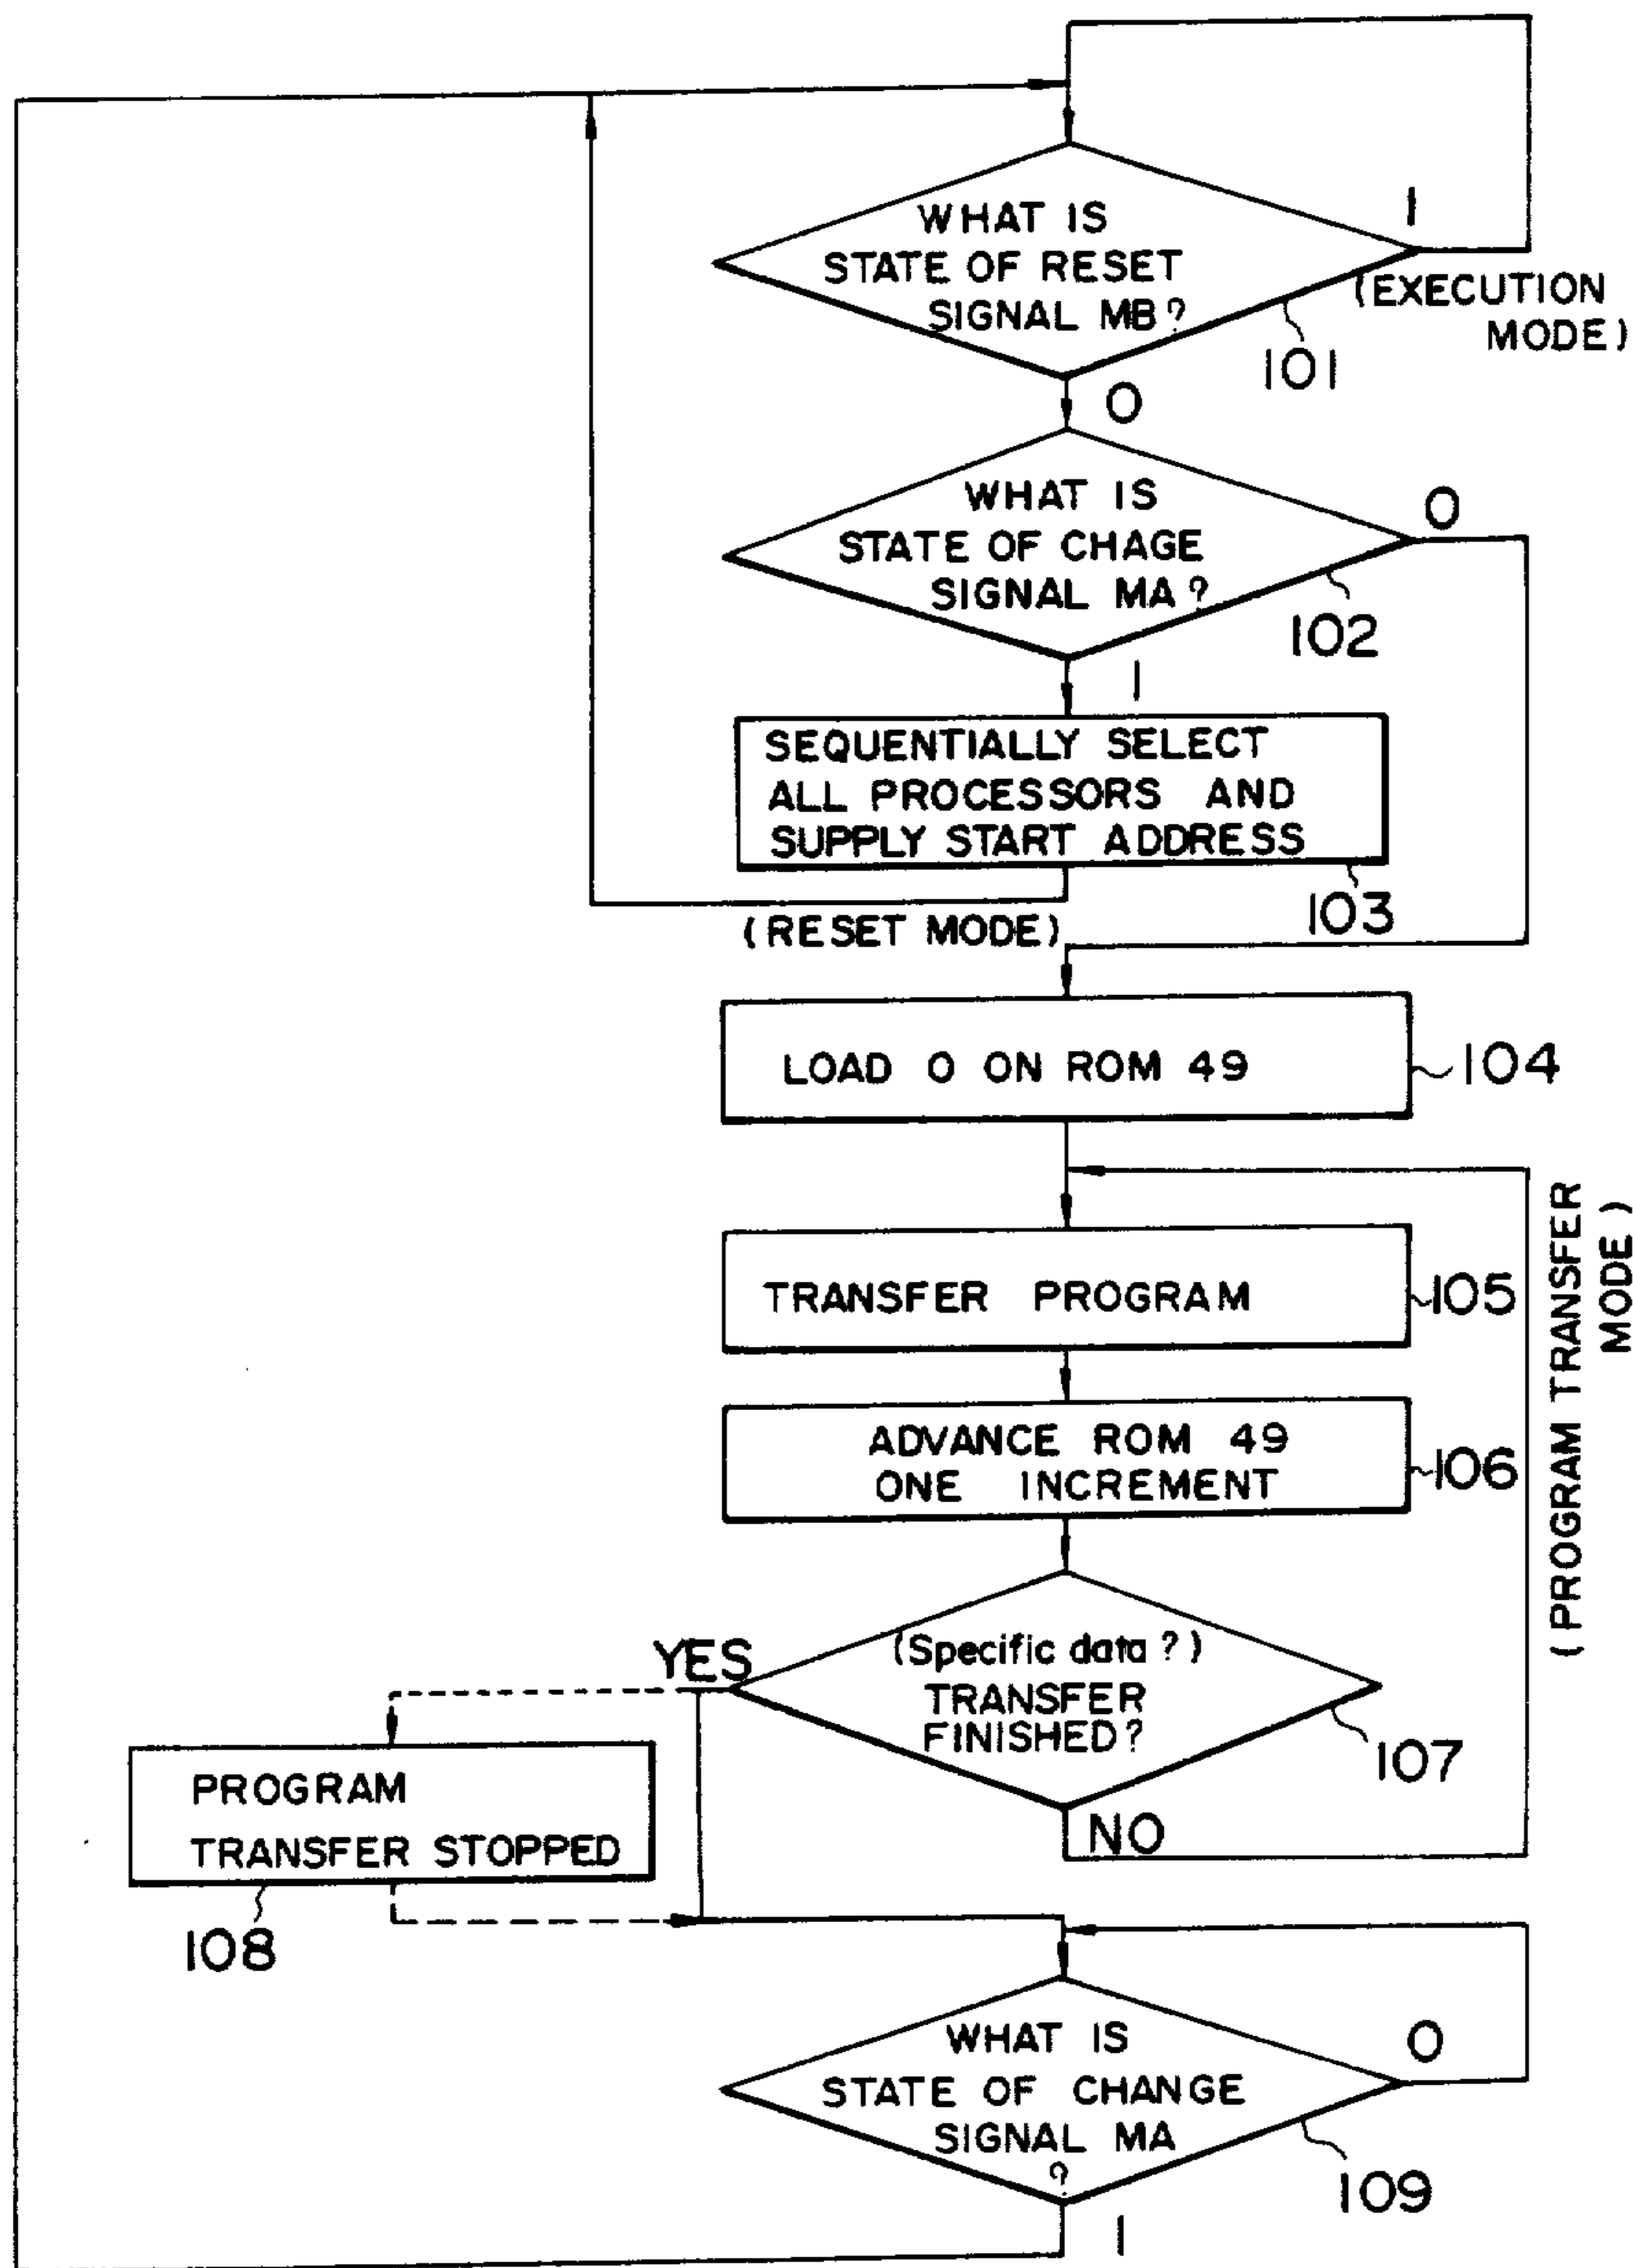 WHAT IS
STATE OF RESET
SIGNAL MB?
1
(EXECUTION
MODE)
101
0
WHAT IS
STATE OF CHAGE
SIGNAL MA?
0
102
1
SEQUENTIALLY SELECT
ALL PROCESSORS AND
SUPPLY START ADDRESS
103
(RESET MODE)
LOAD 0 ON ROM 49
104
TRANSFER PROGRAM
105
(PROGRAM TRANSFER
MODE)
ADVANCE ROM 49
ONE INCREMENT
106
YES
(Specific data?)
TRANSFER
FINISHED?
107
NO
PROGRAM
TRANSFER STOPPED
108
WHAT IS
STATE OF CHANGE
SIGNAL MA
?
0
109
1